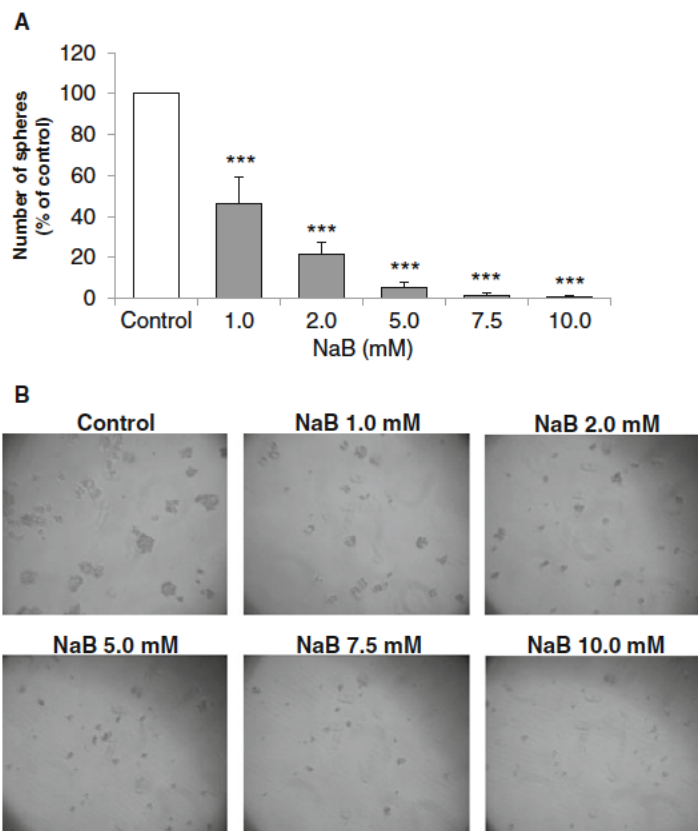 A
120
100
80
60
40
20
0
Number of spheres
(% of control)
***
***
***
***
***
Control 1.0 2.0 5.0 7.5 10.0
NaB (mM)
B
Control NaB 1.0 mM NaB 2.0 mM
NaB 5.0 mM NaB 7.5 mM NaB 10.0 mM